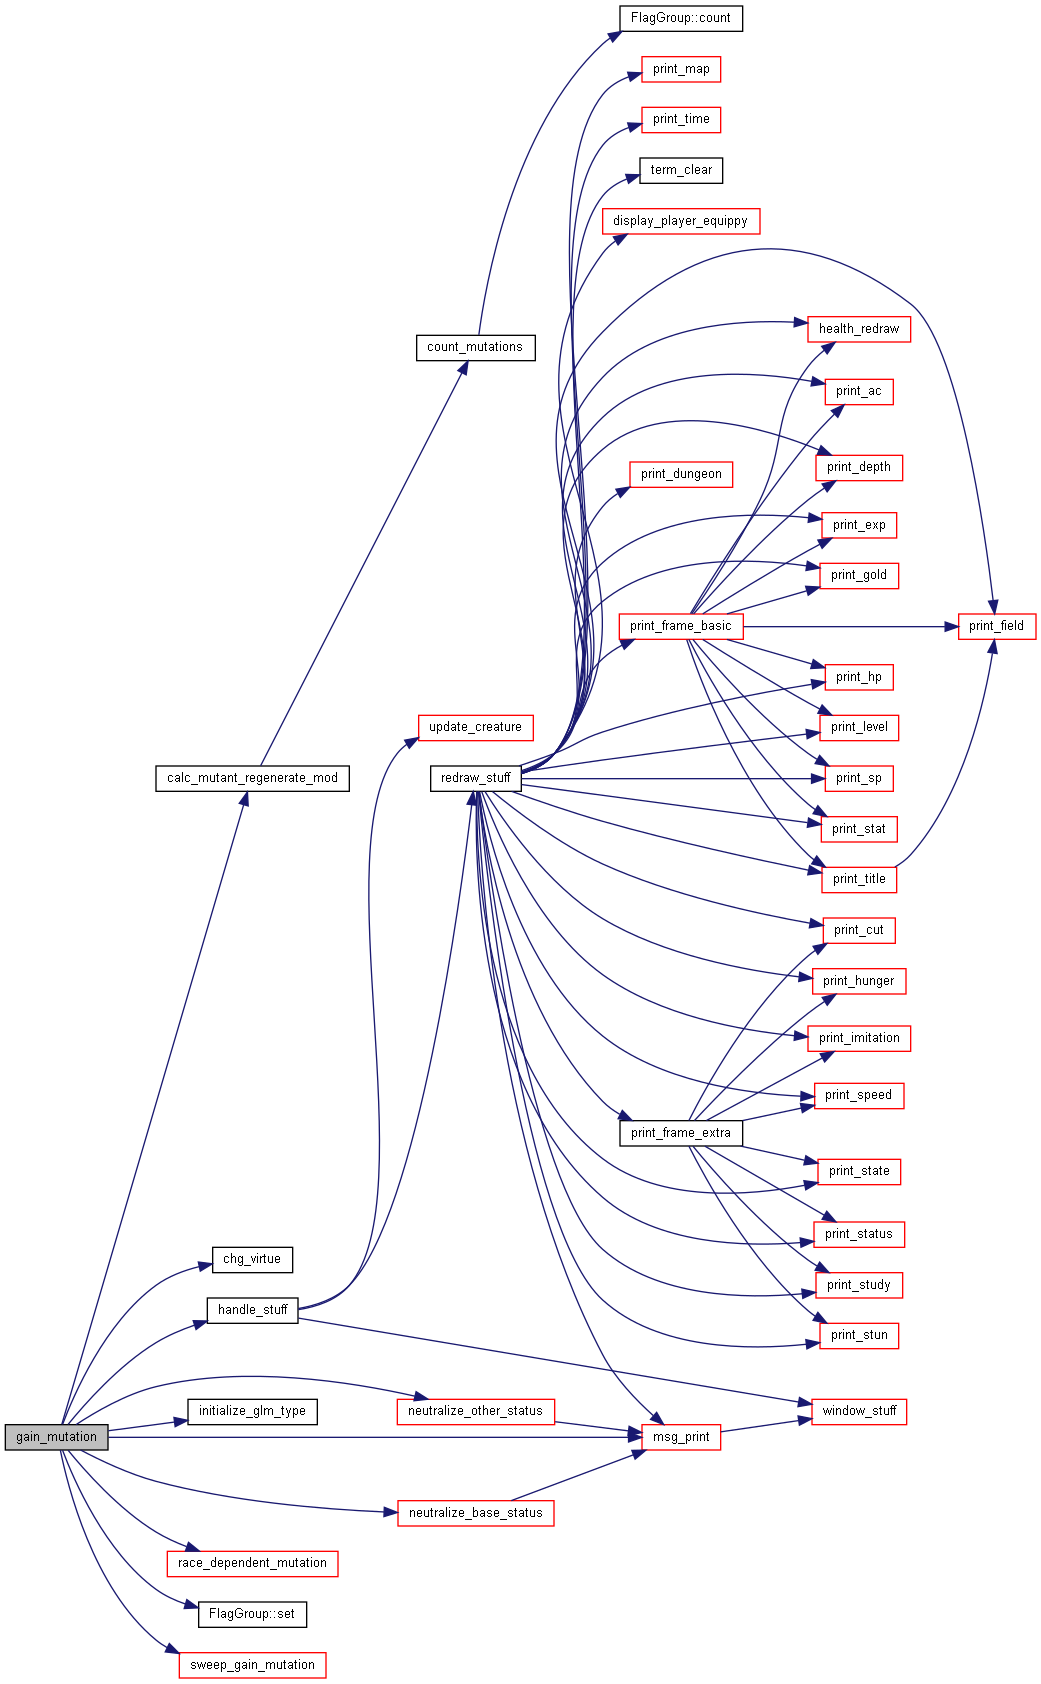 FlagGroup::count
print_map
print_time
term_clear
display_player_equippy
health_redraw
count_mutations
print_ac
print_depth
print_dungeon
print_exp
print_gold
print_frame_basic
print_field
print_hp
update_creature
print_level
calc_mutant_regenerate_mod
redraw_stuff
print_sp
print_stat
print_title
print_cut
print_hunger
print_imitation
print_speed
print_frame_extra
print_state
print_status
chg_virtue
print_study
handle_stuff
print_stun
initialize_glm_type
neutralize_other_status
window_stuff
gain_mutation
msg_print
neutralize_base_status
race_dependent_mutation
FlagGroup::set
sweep_gain_mutation